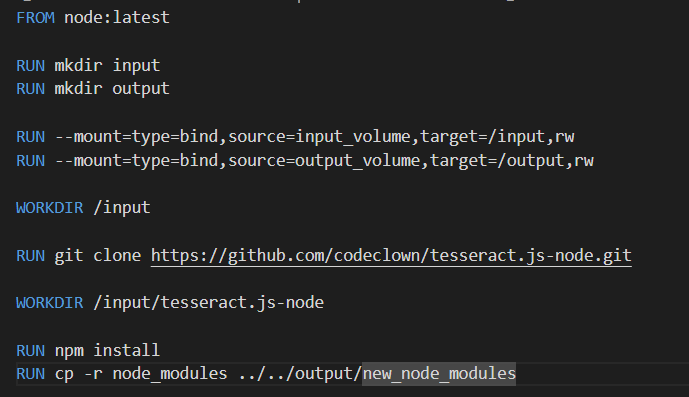 FROM node:latest
RUN mkdir input
RUN mkdir output
RUN --mount=type=bind,source=input_volume,target=/input,rw
RUN --mount=type=bind,source=output_volume,target=/output,rw
WORKDIR /input
RUN git clone https://github.com/codeclown/tesseract.js-node.git
WORKDIR /input/tesseract.js-node
RUN npm install
RUN cp -r node_modules ../../output/new_node_modules